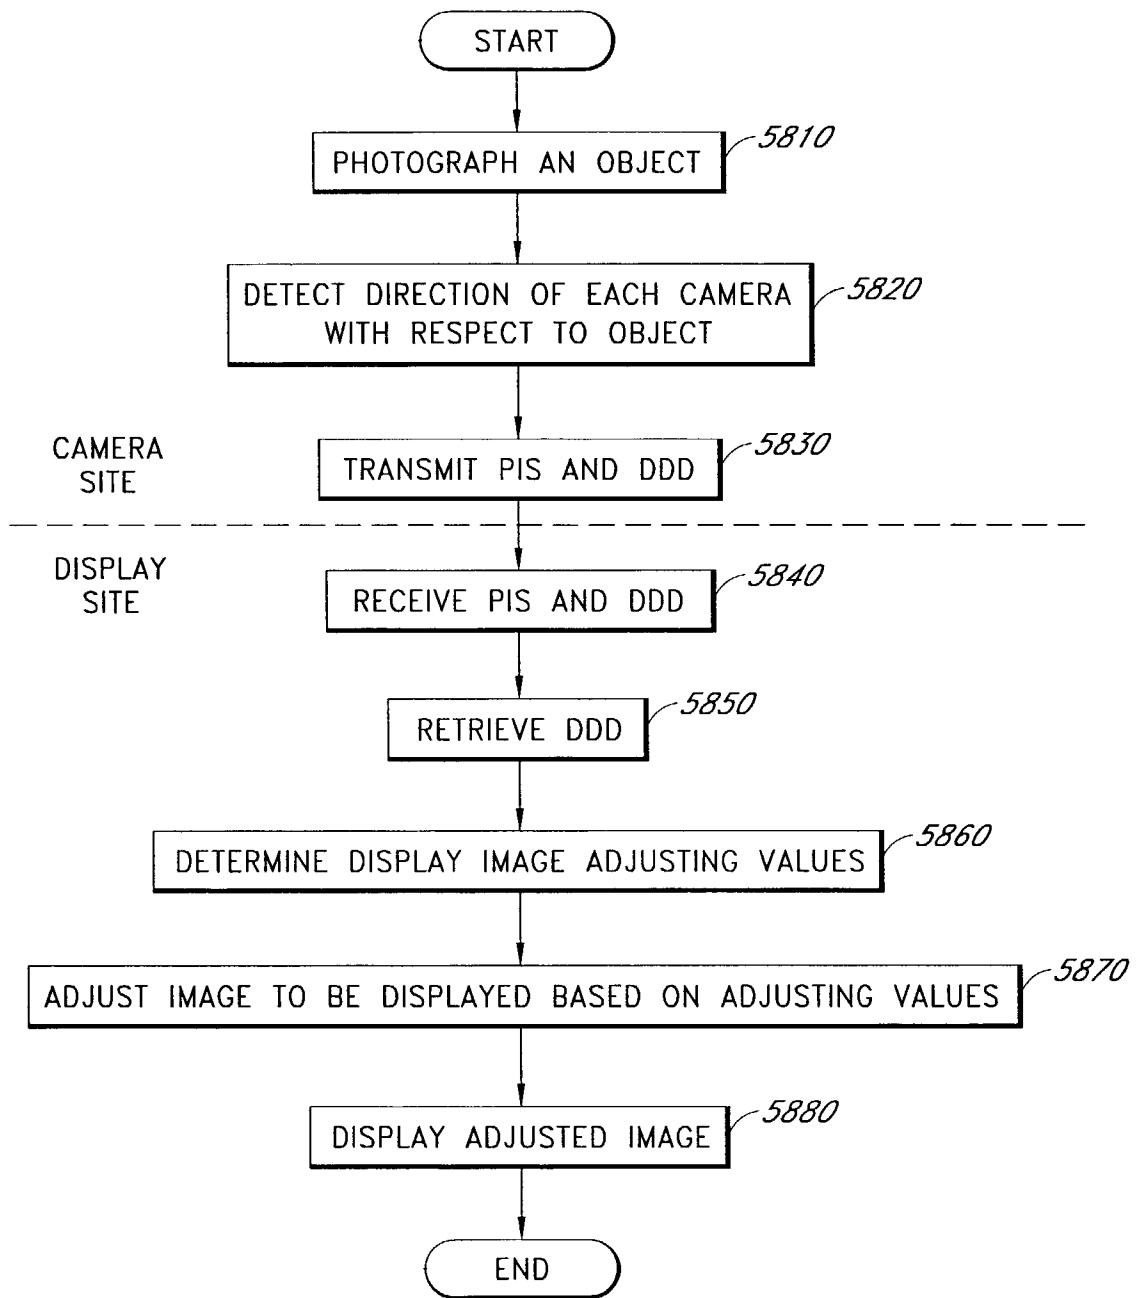 START
PHOTOGRAPH AN OBJECT
5810
DETECT DIRECTION OF EACH CAMERA
WITH RESPECT TO OBJECT
5820
CAMERA
SITE
TRANSMIT PIS AND DDD
5830
DISPLAY
SITE
RECEIVE PIS AND DDD
5840
RETRIEVE DDD
5850
DETERMINE DISPLAY IMAGE ADJUSTING VALUES
5860
ADJUST IMAGE TO BE DISPLAYED BASED ON ADJUSTING VALUES
5870
DISPLAY ADJUSTED IMAGE
5880
END